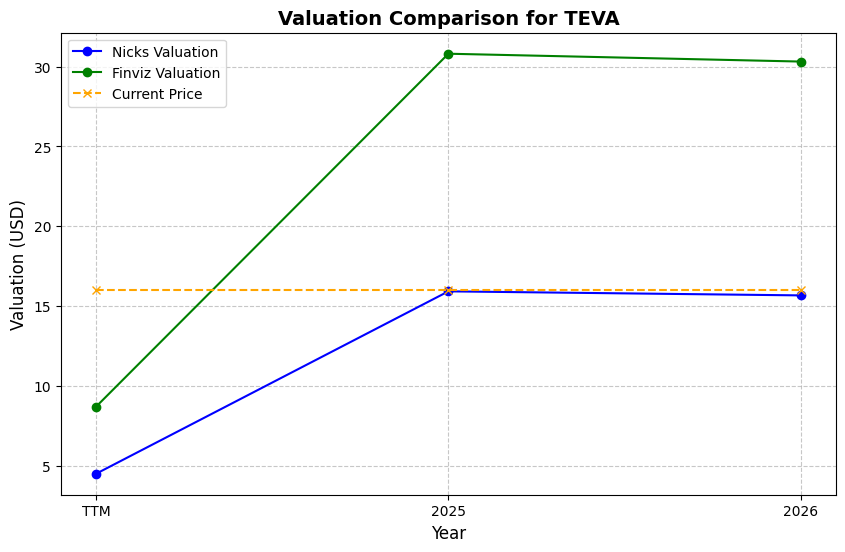 Valuation Comparison for TEVA
Nicks Valuation
Finviz Valuation
Current Price
Valuation (USD)
30
25
20
15
10
5
TTM
2025
2026
Year